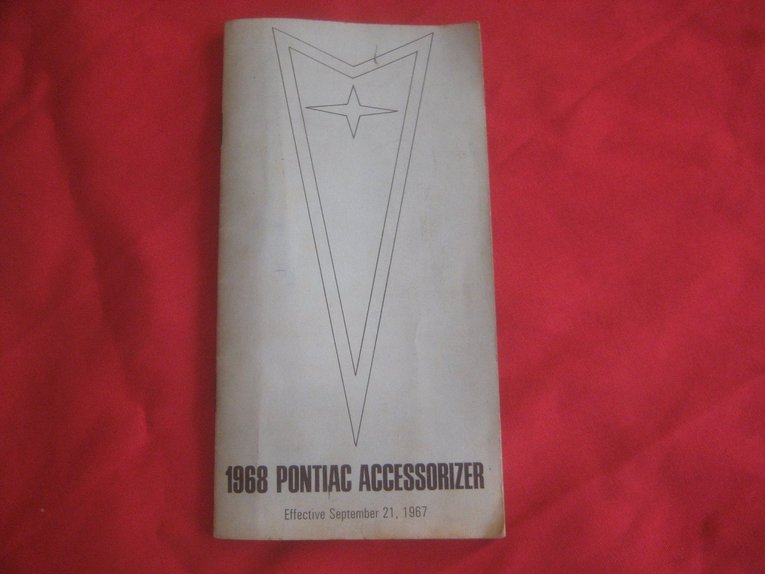 1968 PONTIAC ACCESSORIZER
Effective September 21, 1967